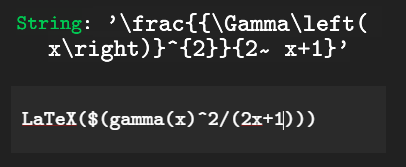 String: ’\frac{{\Gamma\left(
x\right)}^{2}}{2~ x+1}’
LaTeX($(gamma(x)^2/(2x+1)))